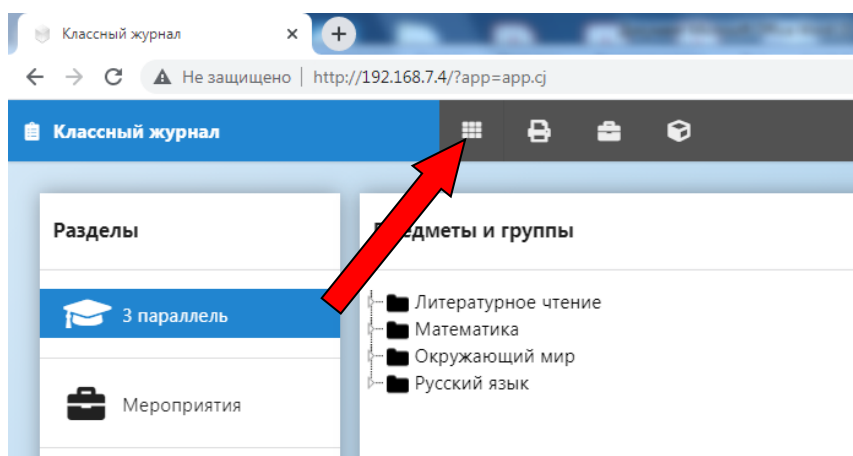 Классный журнал
Не защищено | http://192.168.7.4/?app=app.cj
Классный журнал
Разделы
Предметы и группы
3 параллель
Мероприятия
Литературное чтение
Математика
Окружающий мир
Русский язык